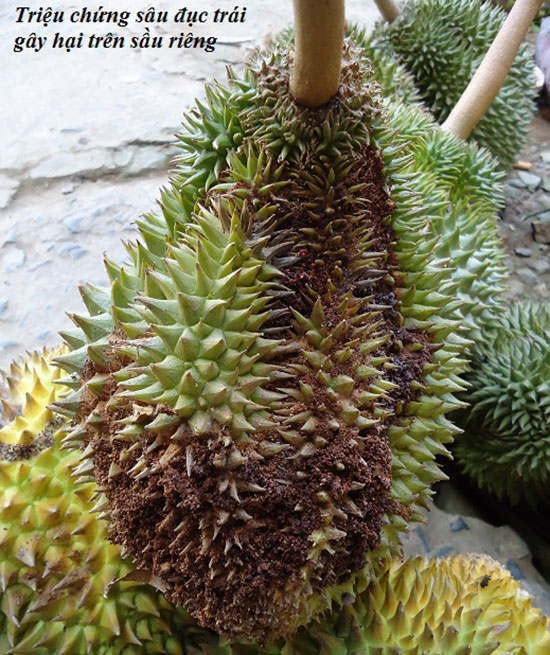 Triệu chứng sâu đục trái
gây hại trên sầu riêng